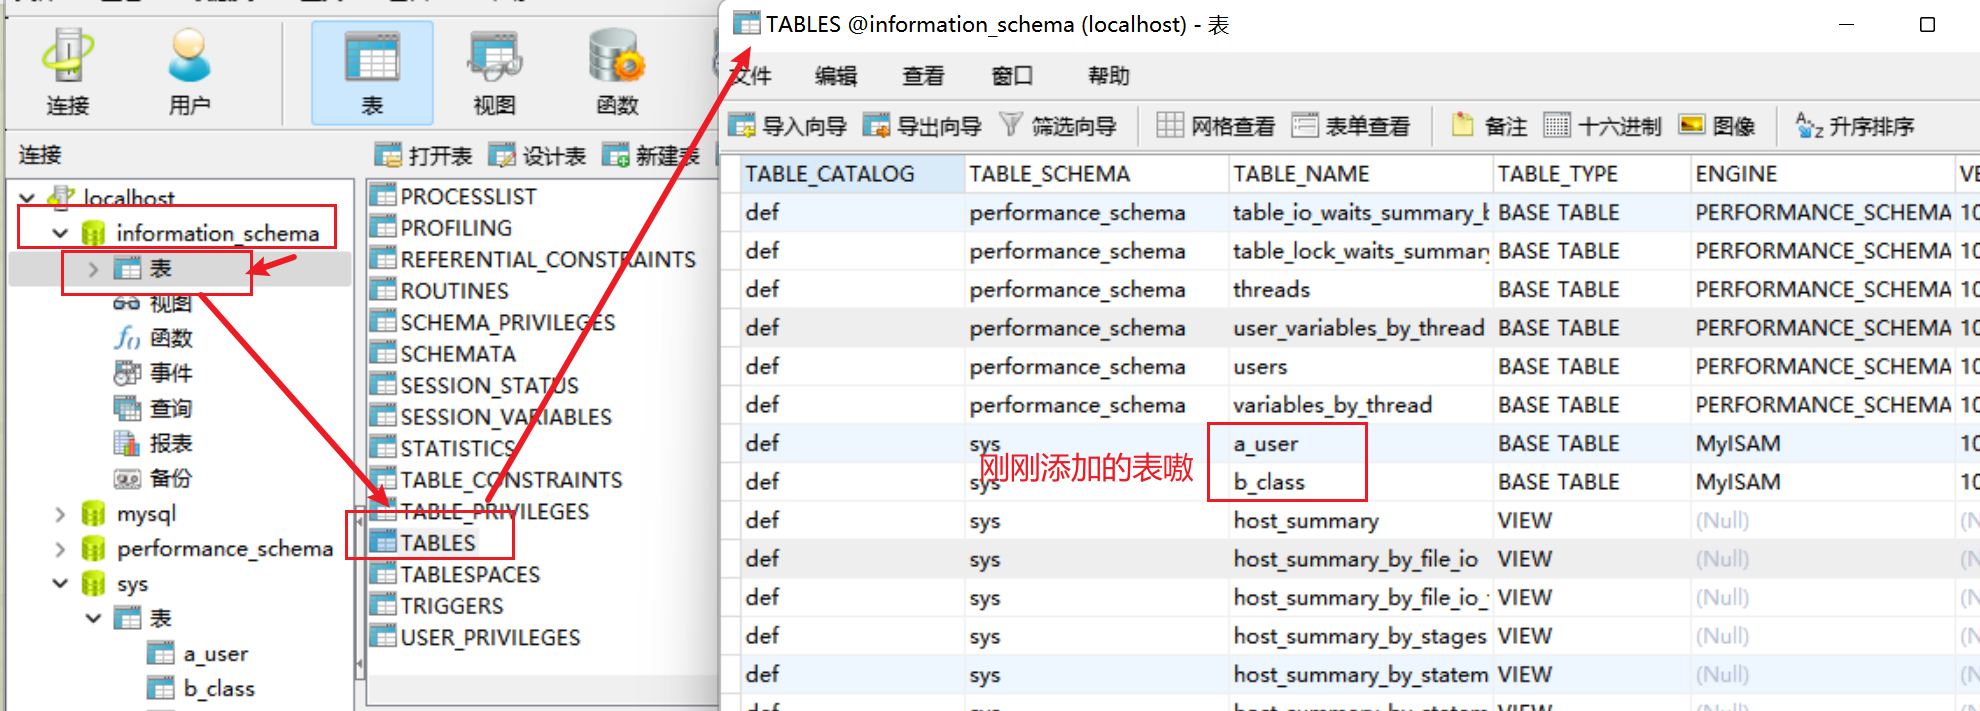 连接
用户
表
视图
函数
连接
打开表
设计表
新建表
localhost
information_schema
表
视图
函数
事件
查询
报表
备份
mysql
performance_schema
sys
表
a_user
b_class
PROCESSLIST
PROFILING
REFERENTIAL_CONSTRAINTS
ROUTINES
SCHEMA_PRIVILEGES
SCHEMATA
SESSION_STATUS
SESSION_VARIABLES
STATISTICS
TABLE_CONSTRAINTS
TABLE_PRIVILEGES
TABLES
TABLESPACES
TRIGGERS
USER_PRIVILEGES
TABLES @information_schema (localhost) - 表
文件 编辑 查看 窗口 帮助
导入向导 导出向导 筛选向导 网格查看 表单查看 备注 十六进制 图像 升序排序
TABLE_CATALOG TABLE_SCHEMA TABLE_NAME TABLE_TYPE ENGINE VE
def performance_schema table_io_waits_summary_b BASE TABLE PERFORMANCE_SCHEMA 10
def performance_schema table_lock_waits_summary BASE TABLE PERFORMANCE_SCHEMA 10
def performance_schema threads BASE TABLE PERFORMANCE_SCHEMA 10
def performance_schema user_variables_by_thread BASE TABLE PERFORMANCE_SCHEMA 10
def performance_schema users BASE TABLE PERFORMANCE_SCHEMA 10
def performance_schema variables_by_thread BASE TABLE PERFORMANCE_SCHEMA 10
def sys a_user BASE TABLE MyISAM 10
刚刚添加的表嗷
def sys b_class BASE TABLE MyISAM 10
def sys host_summary VIEW (Null) (N
def sys host_summary_by_file_io VIEW (Null) (N
def sys host_summary_by_file_io_ VIEW (Null) (N
def sys host_summary_by_stages VIEW (Null) (N
def sys host_summary_by_statem VIEW (Null) (N